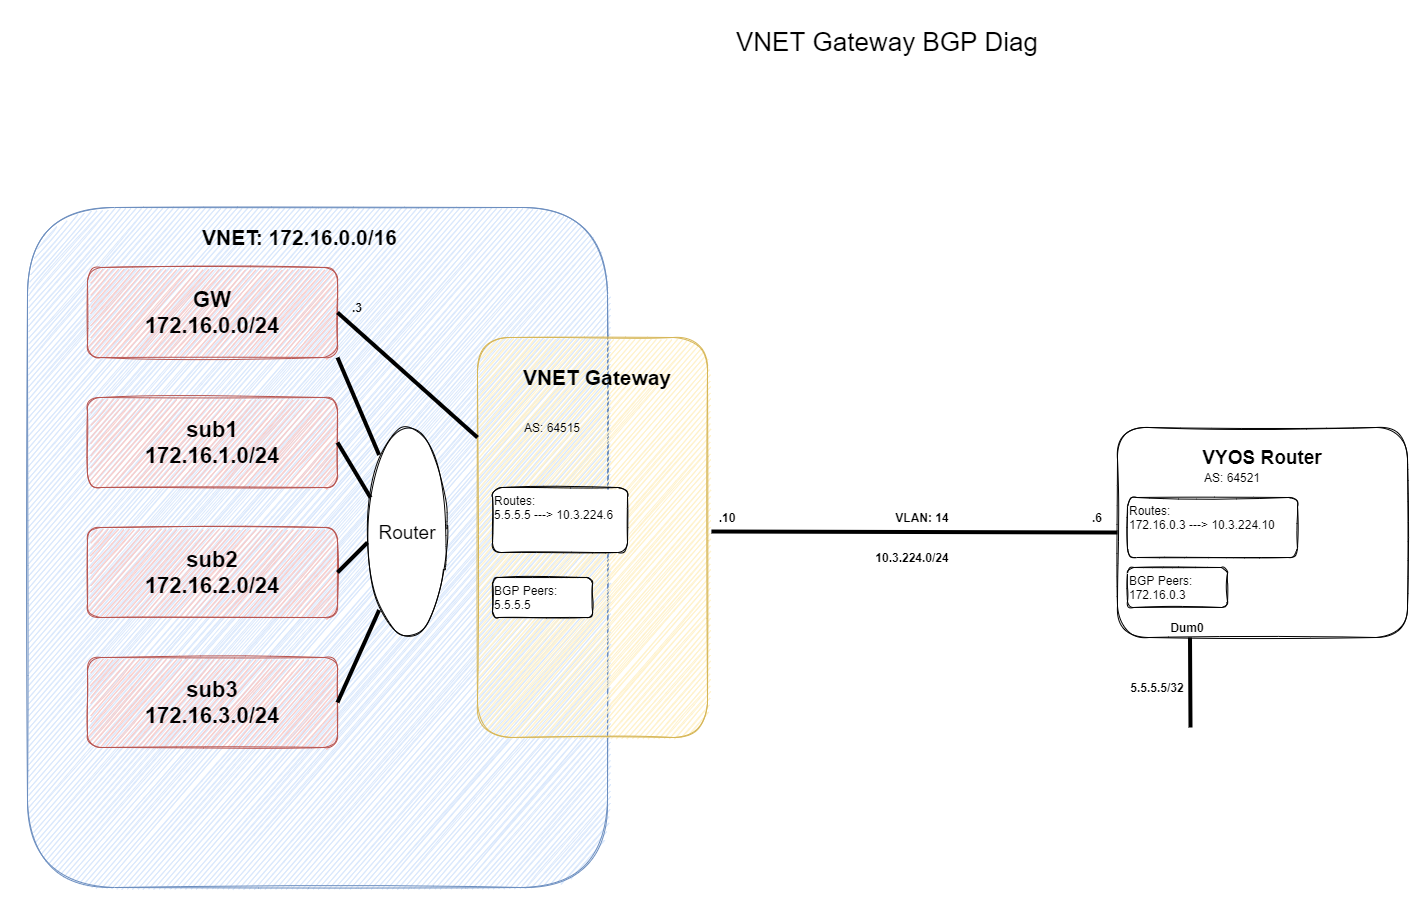 VNET Gateway BGP Diag
VNET: 172.16.0.0/16
GW
172.16.0.0/24
.3
sub1
172.16.1.0/24
sub2
172.16.2.0/24
sub3
172.16.3.0/24
Router
VNET Gateway
AS: 64515
Routes:
5.5.5.5 ---> 10.3.224.6
BGP Peers:
5.5.5.5
.10
VLAN: 14
.6
10.3.224.0/24
VYOS Router
AS: 64521
Routes:
172.16.0.3 ---> 10.3.224.10
BGP Peers:
172.16.0.3
Dum0
5.5.5.5/32